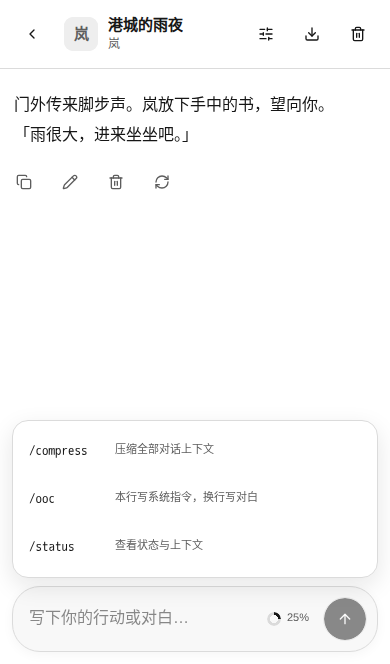 岚
港城的雨夜
岚
门外传来脚步声。岚放下手中的书，望向你。
「雨很大，进来坐坐吧。」
/compress 压缩全部对话上下文
/ooc 本行写系统指令，换行写对白
/status 查看状态与上下文
写下你的行动或对白... 25%